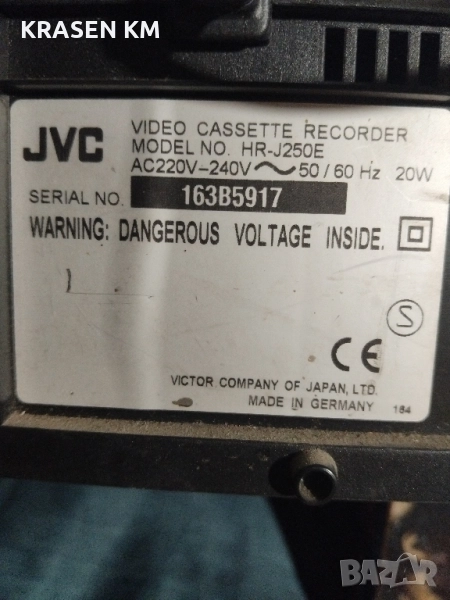 KRASEN KM
JVC
VIDEO CASSETTE RECORDER
MODEL NO. HR-J250E
AC220V–240V ~ 50/60 Hz 20W
SERIAL NO. 163B5917
WARNING: DANGEROUS VOLTAGE INSIDE.
S
CE
VICTOR COMPANY OF JAPAN, LTD.
MADE IN GERMANY 184
BAZAR